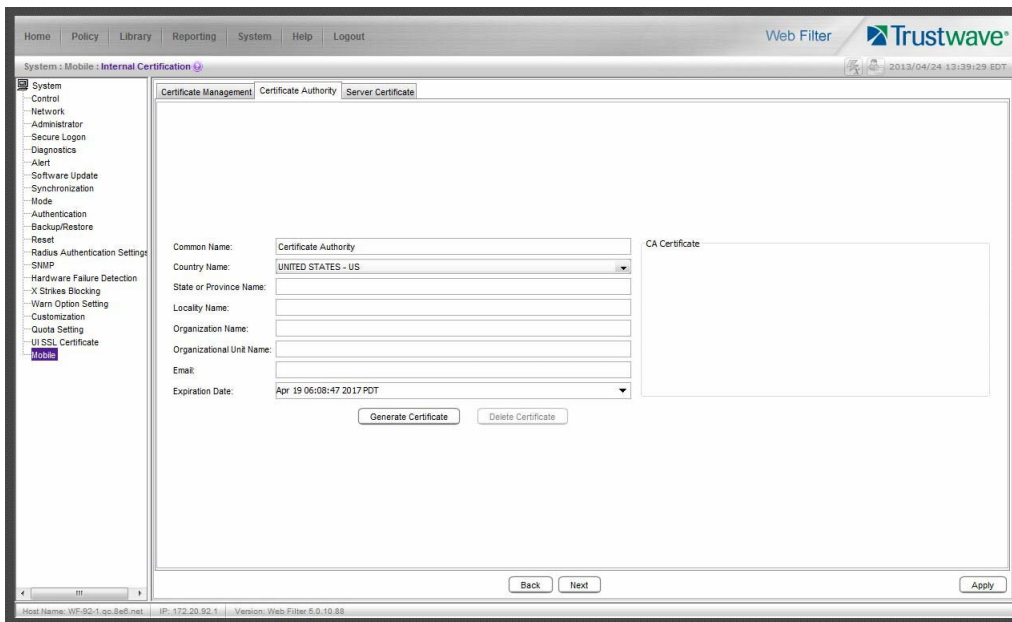 Home Policy Library Reporting System Help Logout
Web Filter
Trustwave®
System : Mobile : Internal Certification
2013/04/24 13:39:29 EDT
System
Control
Network
Administrator
Secure Logon
Diagnostics
Alert
Software Update
Synchronization
Mode
Authentication
Backup/Restore
Reset
Radius Authentication Settings
SNMP
Hardware Failure Detection
X Strikes Blocking
Warn Option Setting
Customization
Quota Setting
UI SSL Certificate
Mobile
Certificate Management Certificate Authority Server Certificate
Common Name: Certificate Authority
Country Name: UNITED STATES - US
State or Province Name:
Locality Name:
Organization Name:
Organizational Unit Name:
Email:
Expiration Date: Apr 19 06:08:47 2017 PDT
Generate Certificate Delete Certificate
CA Certificate
Back Next Apply
Host Name: WF-92-1.qc.8e6.net IP: 172.20.92.1 Version: Web Filter 5.0.10.88